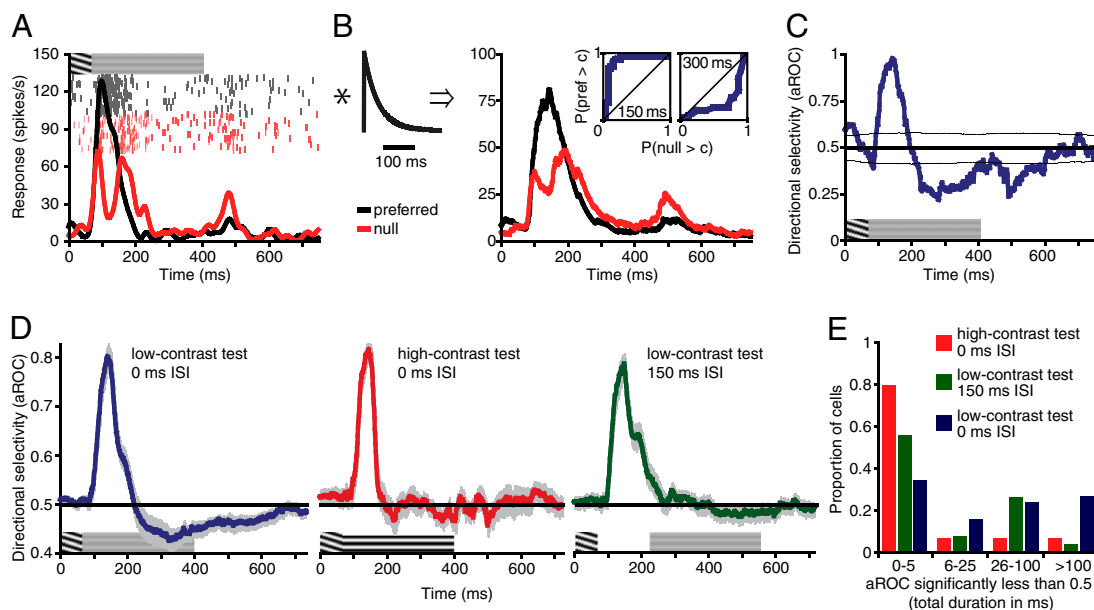 A
Response (spikes/s)
150
120
90
60
30
0
0
200
400
600
Time (ms)
B
*
⇒
100 ms
preferred
null
100
75
50
25
0
0
200
400
600
Time (ms)
P(pref > c)
1
0
150 ms
0
1
300 ms
0
1
P(null > c)
C
Directional selectivity (aROC)
1
0.75
0.5
0.25
0
0
200
400
600
Time (ms)
D
Directional selectivity (aROC)
0.8
0.7
0.6
0.5
0.4
low-contrast test
0 ms ISI
high-contrast test
0 ms ISI
low-contrast test
150 ms ISI
0
200
400
600
0
200
400
600
0
200
400
600
Time (ms)
E
Proportion of cells
1
0.8
0.6
0.4
0.2
0
high-contrast test
0 ms ISI
low-contrast test
150 ms ISI
low-contrast test
0 ms ISI
0-5
6-25
26-100
>100
aROC significantly less than 0.5
(total duration in ms)